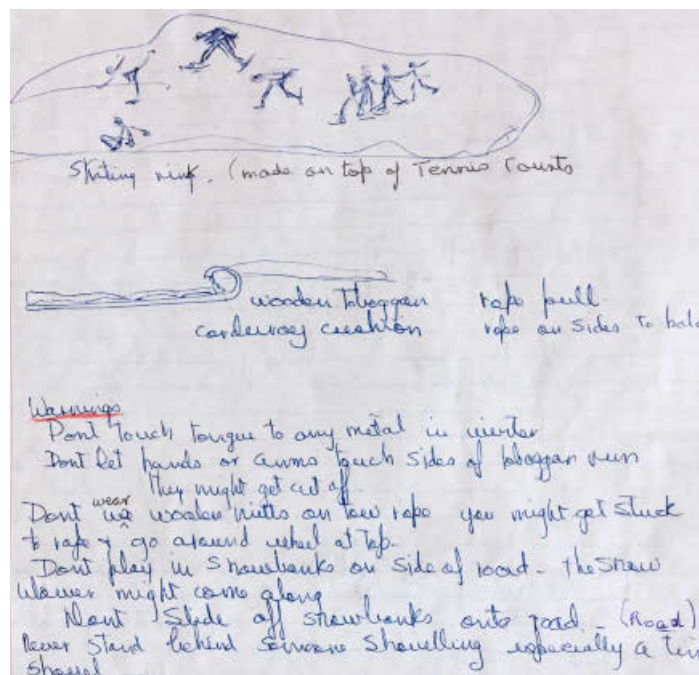 Skating rink. (made on top of Tennis Courts
wooden toboggan rope pull
corderoy cushion rope on sides to hold
Warnings
Dont Touch tongue to any metal in winter
Dont let hands or arms touch sides of toboggan run
they might get cut off.
Dont wear woolen mitts on tow rope you might get stuck
to rope & go around wheel at top.
Dont play in snowbanks on side of road - the snow
blower might come along
Dont Slide off snowbanks onto road - (Road)
Never stand behind someone shovelling especially a
shovel